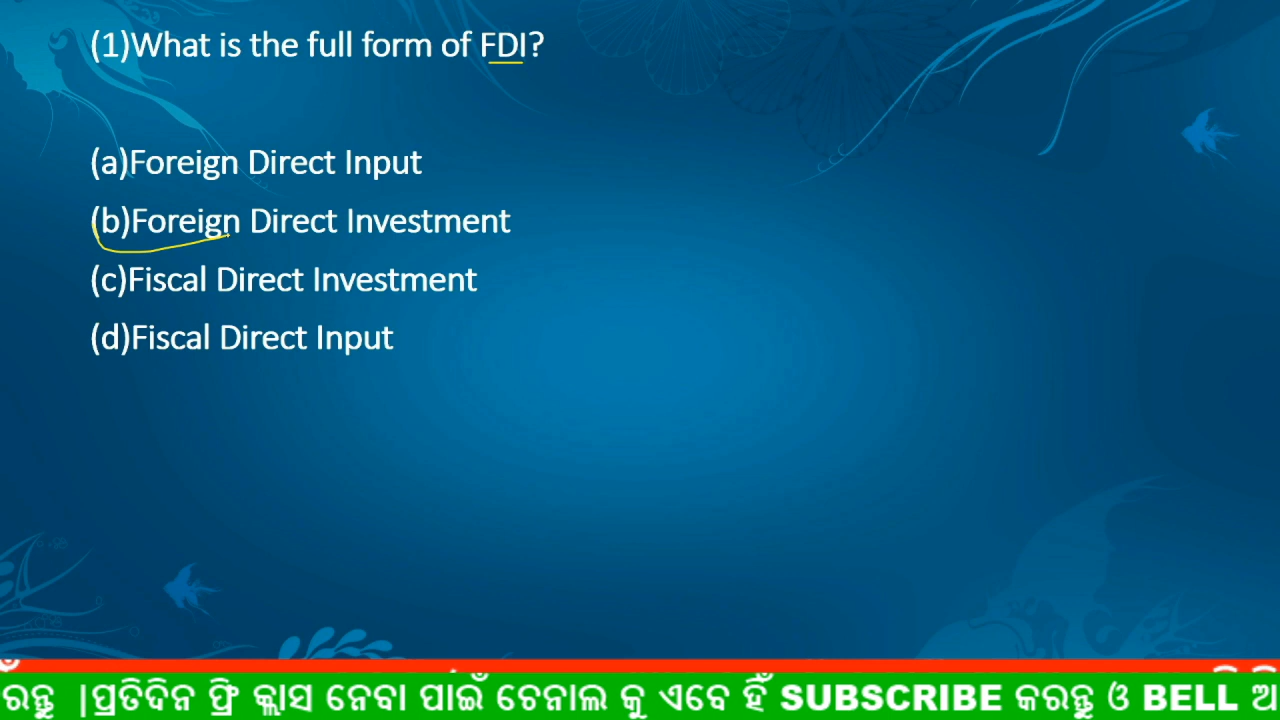 (1)What is the full form of FDI?
(a)Foreign Direct Input
(b)Foreign Direct Investment
(c)Fiscal Direct Investment
(d)Fiscal Direct Input
ରନ୍ତୁ |ପ୍ରତିଦିନ ଫ୍ରି କ୍ଲାସ ନେବା ପାଇଁ ଚେନାଲ କୁ ଏବେ ହିଁ SUBSCRIBE କରନ୍ତୁ ଓ BELL ଆ